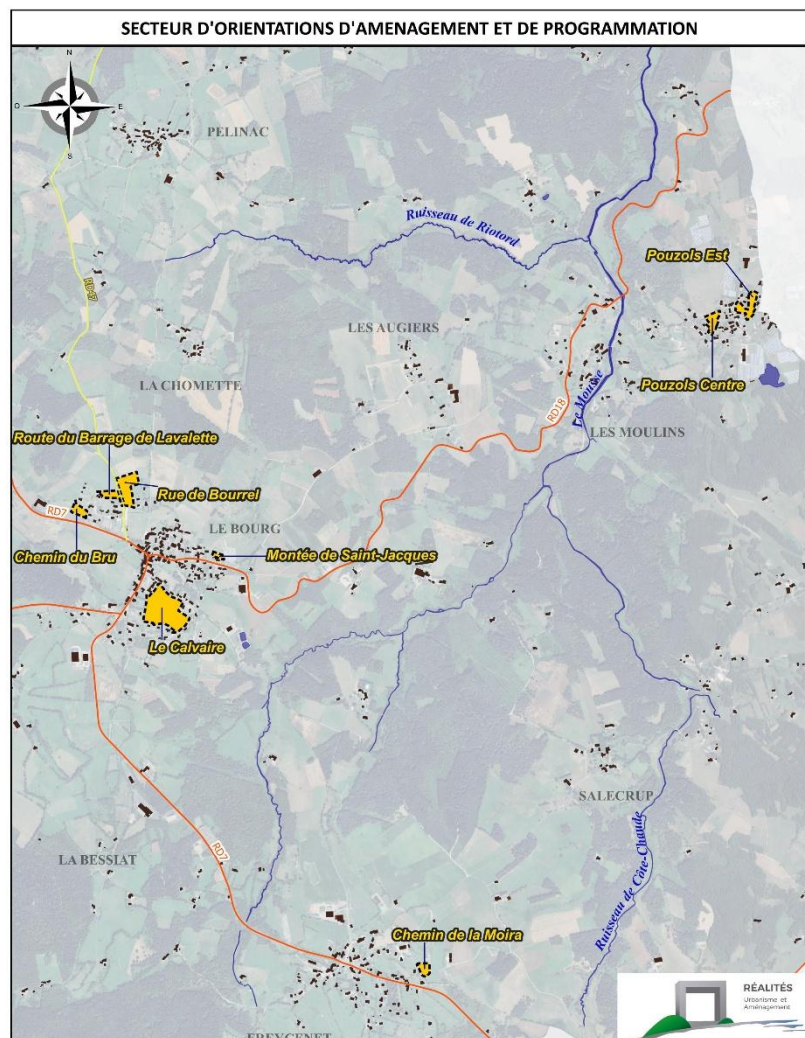 SECTEUR D'ORIENTATIONS D'AMENAGEMENT ET DE PROGRAMMATION
N
O
E
S
PELINAC
Ruisseau de Riotord
Pouzols Est
RD47
LES AUGIERS
LA CHOMETTE
Pouzols Centre
Le Mousse
RD18
LES MOULINS
Route du Barrage de Lavalette
Rue de Bourrel
RD7
LE BOURG
Chemin du Bru
Montée de Saint-Jacques
Le Calvaire
SALECRUP
LA BESSIAT
RD7
Ruisseau de Côte-Chaude
Chemin de la Moira
RÉALITÉS
Urbanisme et
Aménagement
FREYCENET